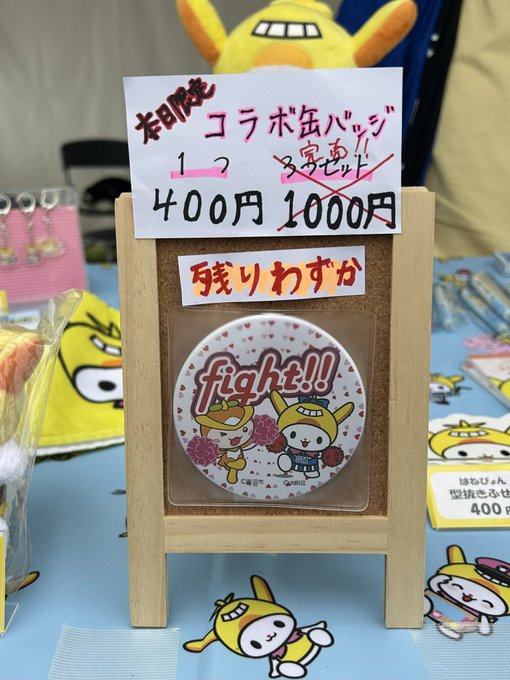 本日限定
コラボ缶バッジ
1つ
400円
3つセット
完売!!
1000円
残りわずか
fight!!
はねぴょん
型抜きふせ
400円